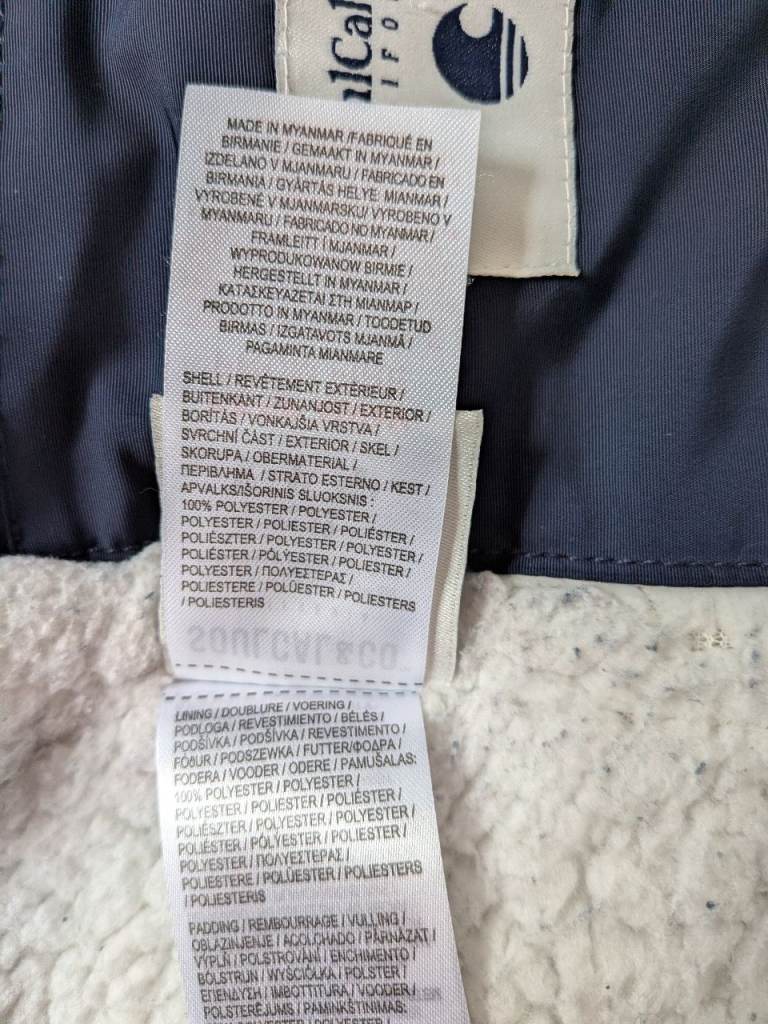 ulCal
IFO
MADE IN MYANMAR /FABRIQUÉ EN
BIRMANIE / GEMAAKT IN MYANMAR /
IZDELANO V MJANMARU / FABRICADO EN
BIRMANIA / GYÁRTÁS HELYE MIANMAR /
VYROBENÉ V MJANMARSKU/ VYROBENO V
MYANMARU / FABRICADO NO MYANMAR /
FRAMLEITT Í MJANMAR /
WYPRODUKOWANOW BIRMIE /
HERGESTELLT IN MYANMAR /
ΚΑΤΑΣΚΕΥΑΖΕΤΑΙ ΣΤΗ ΜΙΑΝΜΑΡ /
PRODOTTO IN MYANMAR / TOODETUD
BIRMAS / IZGATAVOTS MJANMĀ /
PAGAMINTA MIANMARE
SHELL / REVÊTEMENT EXTÉRIEUR /
BUITENKANT / ZUNANJOST / EXTERIOR /
BORÍTÁS / VONKAJŠIA VRSTVA /
SVRCHNÍ ČÁST / EXTERIOR / SKEL /
SKORUPA / OBERMATERIAL /
ΠΕΡΙΒΛΗΜΑ / STRATO ESTERNO / KEST /
APVALKS/IŠORINIS SLUOKSNIS :
100% POLYESTER / POLYESTER /
POLYESTER / POLIESTER / POLIÉSTER /
POLIÉSZTER / POLYESTER / POLYESTER /
POLIÉSTER / PÓLYESTER / POLIESTER /
POLYESTER / ΠΟΛΥΕΣΤΕΡΑΣ /
POLIESTERE / POLÜESTER / POLIESTERS
/ POLIESTERIS
SOULCAL&CO
LINING / DOUBLURE / VOERING /
PODLOGA / REVESTIMIENTO / BÉLÉS /
PODŠÍVKA / PODŠÍVKA / REVESTIMENTO /
FÓÐUR / PODSZEWKA / FUTTER/ΦΟΔΡΑ /
FODERA / VOODER / ODERE / PAMUŠALAS:
100% POLYESTER / POLYESTER /
POLYESTER / POLIESTER / POLIÉSTER /
POLIÉSZTER / POLYESTER / POLYESTER /
POLIÉSTER / PÓLYESTER / POLIESTER /
POLYESTER / ΠΟΛΥΕΣΤΕΡΑΣ /
POLIESTERE / POLÜESTER / POLIESTERS
/ POLIESTERIS
PADDING / REMBOURRAGE / VULLING /
OBLAZINJENJE / ACOLCHADO / PÁRNÁZAT /
VÝPLŇ / POLSTROVÁNÍ / ENCHIMENTO /
BÓLSTRUN / WYŚCIÓŁKA / POLSTER /
ΕΠΕΝΔΥΣΗ / IMBOTTITURA / VOODER /
POLSTERĒJUMS / PAMINKŠTINIMAS: